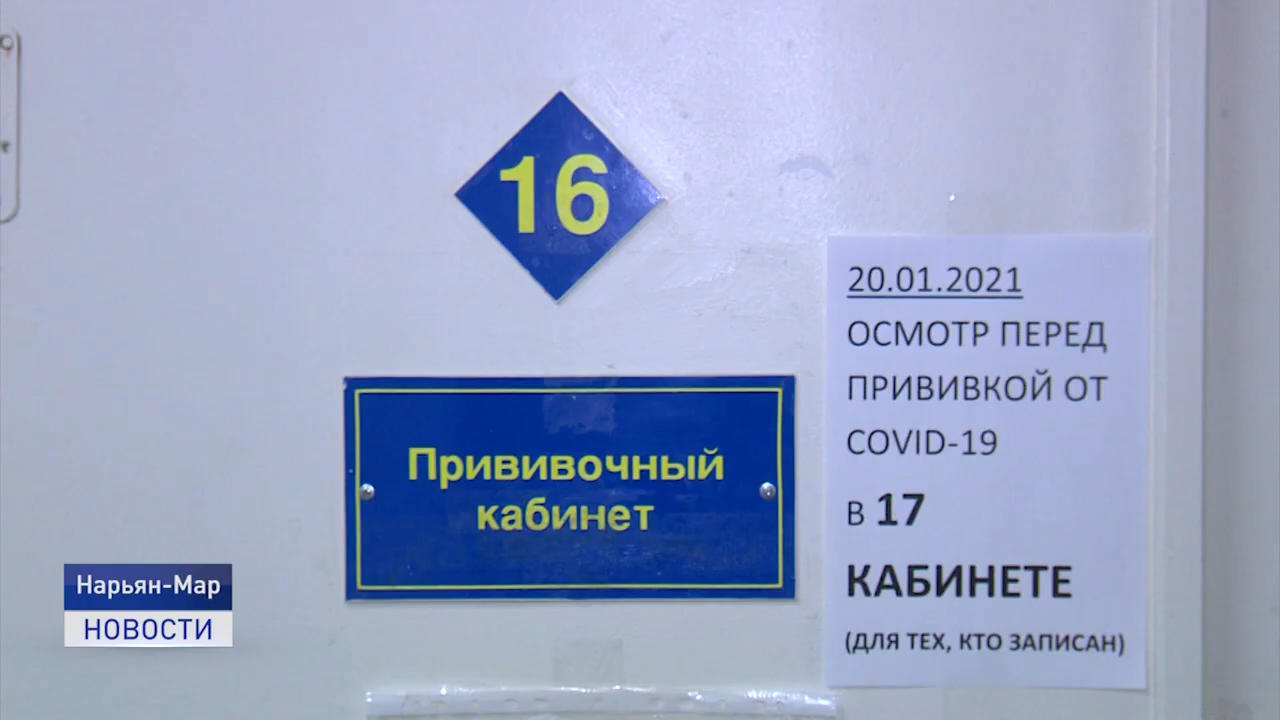 16
Прививочный
кабинет
20.01.2021
ОСМОТР ПЕРЕД
ПРИВИВКОЙ ОТ
COVID-19
В 17
КАБИНЕТЕ
(ДЛЯ ТЕХ, КТО ЗАПИСАН)
Нарьян-Мар
НОВОСТИ